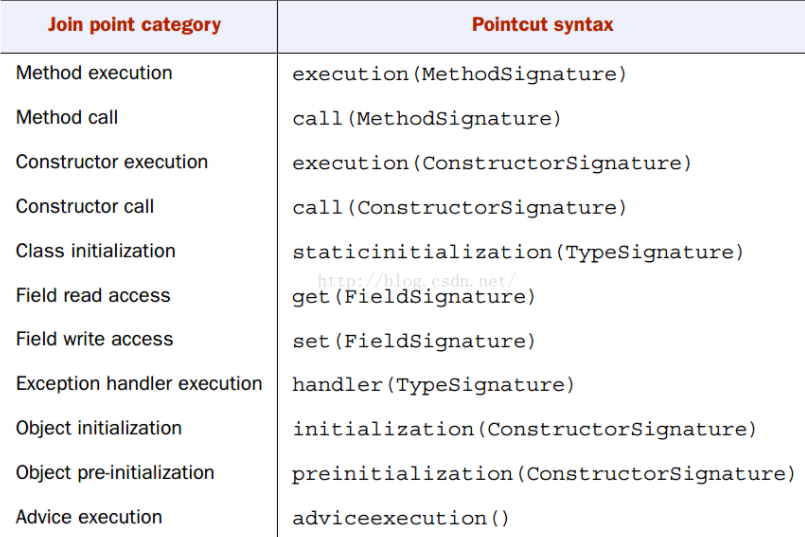 Join point category Pointcut syntax
Method execution execution(MethodSignature)
Method call call(MethodSignature)
Constructor execution execution(ConstructorSignature)
Constructor call call(ConstructorSignature)
Class initialization staticinitialization(TypeSignature)
http://blog.csdn.net/
Field read access get(FieldSignature)
Field write access set(FieldSignature)
Exception handler execution handler(TypeSignature)
Object initialization initialization(ConstructorSignature)
Object pre-initialization preinitialization(ConstructorSignature)
Advice execution adviceexecution()